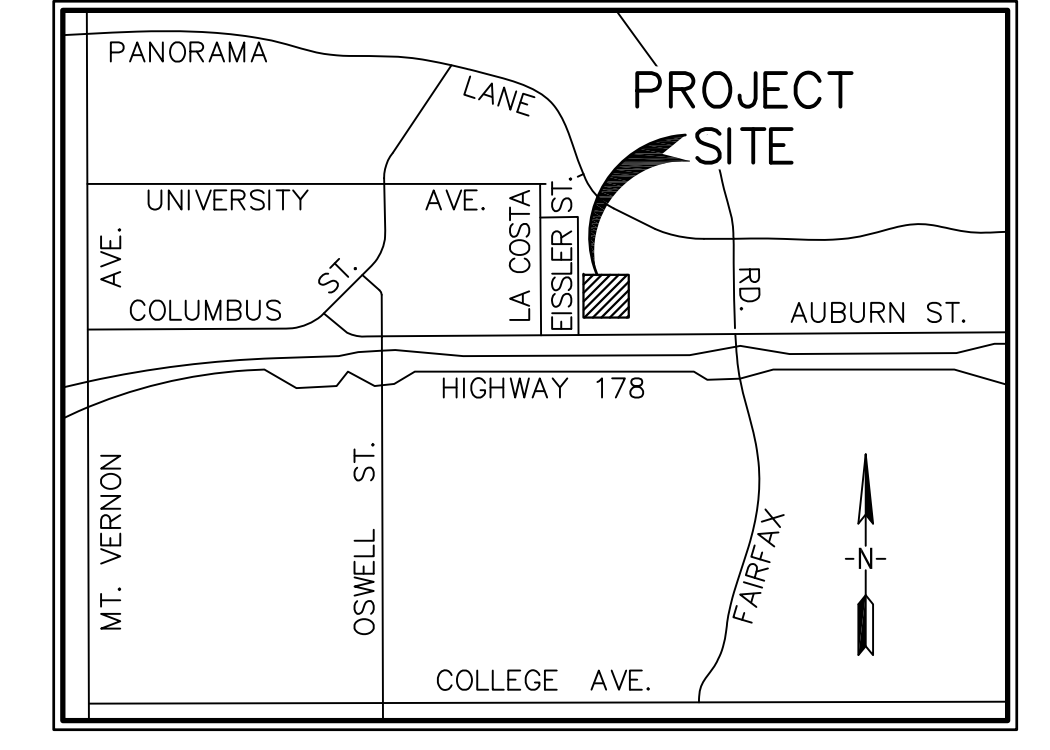 PANORAMA
LANE
PROJECT
SITE
UNIVERSITY AVE.
LA COSTA
EISSLER ST.
AVE.
ST.
RD.
COLUMBUS
AUBURN ST.
HIGHWAY 178
MT. VERNON
OSWELL ST.
FAIRFAX
-N-
COLLEGE AVE.